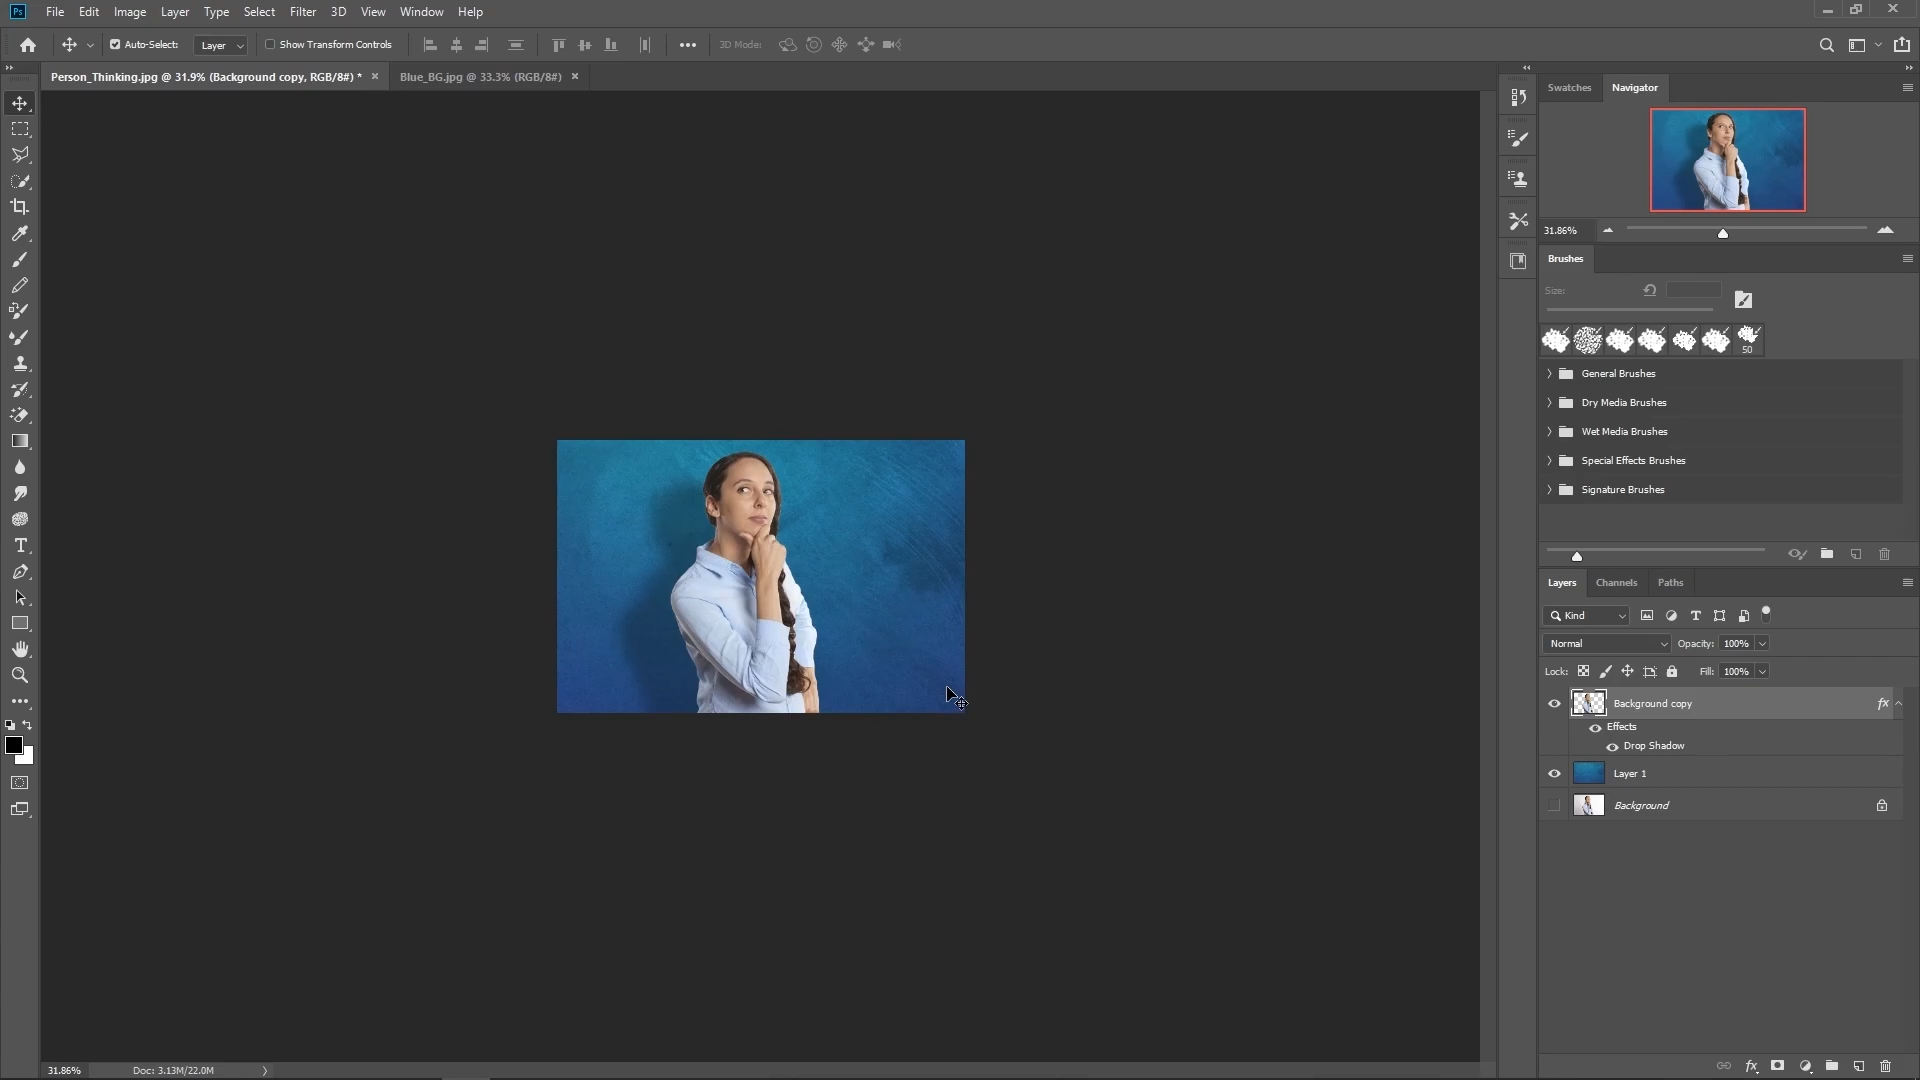 Ps File Edit Image Layer Type Select Filter 3D View Window Help
Auto-Select: Layer Show Transform Controls 3D Mode:
Person_Thinking.jpg @ 31.9% (Background copy, RGB/8#) * × Blue_BG.jpg @ 33.3% (RGB/8#) ×
Swatches Navigator
31.86%
Brushes
Size:
50
General Brushes
Dry Media Brushes
Wet Media Brushes
Special Effects Brushes
Signature Brushes
Layers Channels Paths
Kind
Normal Opacity: 100%
Lock: Fill: 100%
Background copy fx
Effects
Drop Shadow
Layer 1
Background
31.86% Doc: 3.13M/22.0M
fx